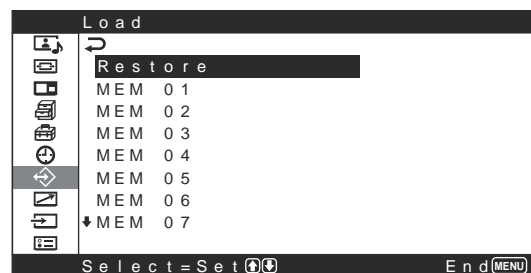 Load
Restore
MEM 01
MEM 02
MEM 03
MEM 04
MEM 05
MEM 06
MEM 07
Select=Set End MENU